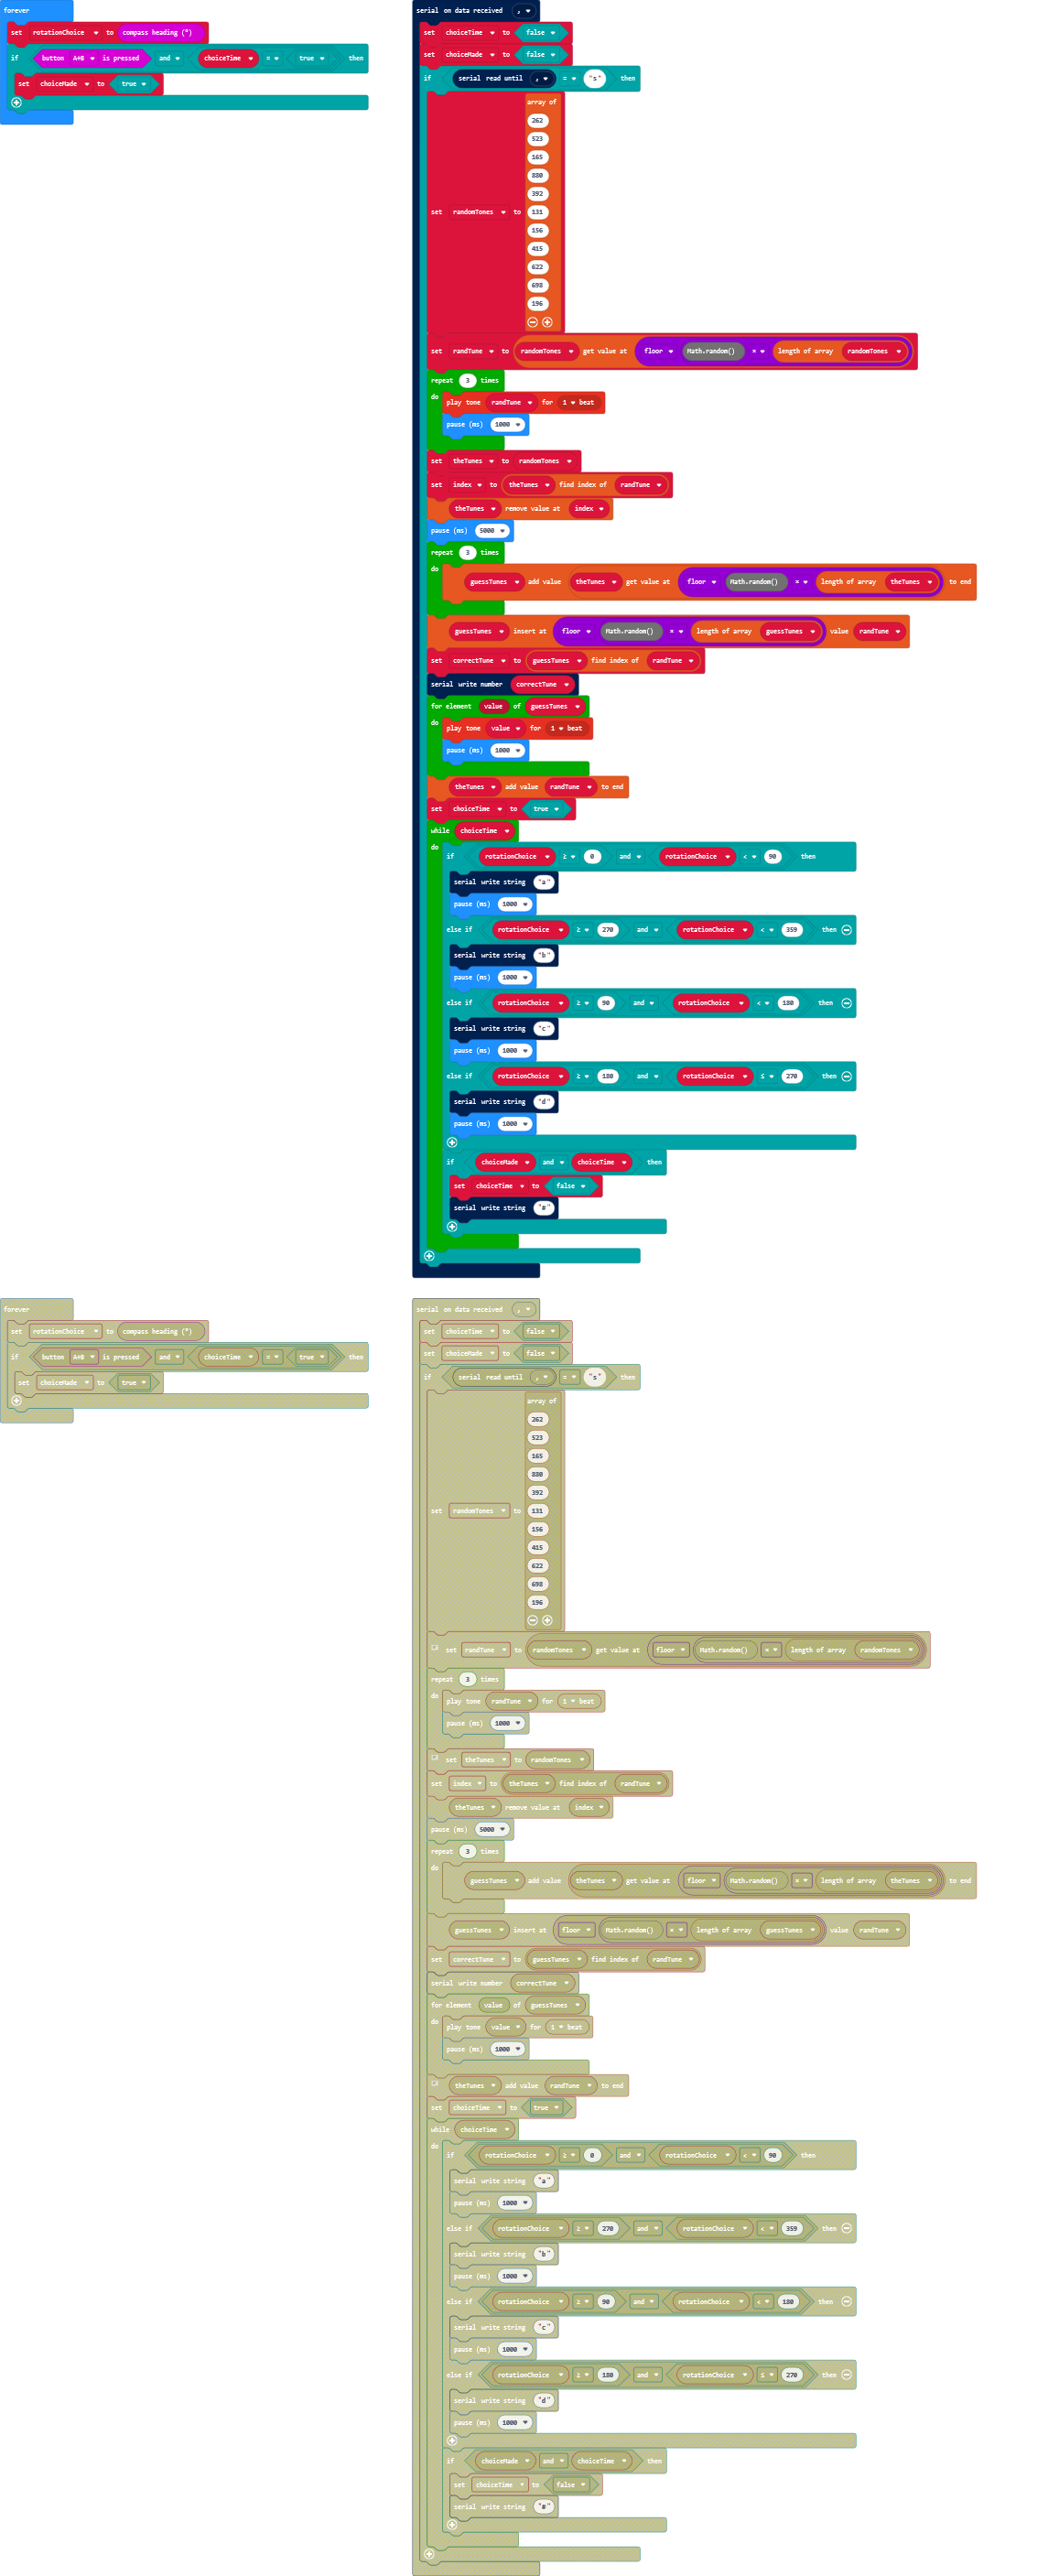 forever
set rotationChoice to compass heading (°)
if button A+B is pressed and choiceTime = true then
set choiceMade to true
serial on data received ,
set choiceTime to false
set choiceMade to false
if serial read until , = "s" then
array of
262
523
165
880
392
set randomTones to 131
156
415
622
698
196
set randTune to randomTones get value at floor Math.random() × length of array randomTones
repeat 3 times
do play tone randTune for 1 beat
pause (ms) 1000
set theTunes to randomTones
set index to theTunes find index of randTune
theTunes remove value at index
pause (ms) 5000
repeat 3 times
do guessTunes add value theTunes get value at floor Math.random() × length of array theTunes to end
guessTunes insert at floor Math.random() × length of array guessTunes value randTune
set correctTune to guessTunes find index of randTune
serial write number correctTune
for element value of guessTunes
do play tone value for 1 beat
pause (ms) 1000
theTunes add value randTune to end
set choiceTime to true
while choiceTime
do if rotationChoice ≥ 0 and rotationChoice < 90 then
serial write string "a"
pause (ms) 1000
else if rotationChoice ≥ 270 and rotationChoice < 359 then
serial write string "b"
pause (ms) 1000
else if rotationChoice ≥ 90 and rotationChoice < 180 then
serial write string "c"
pause (ms) 1000
else if rotationChoice ≥ 180 and rotationChoice ≤ 270 then
serial write string "d"
pause (ms) 1000
if choiceMade and choiceTime then
set choiceTime to false
serial write string "#"
forever
set rotationChoice to compass heading (°)
if button A+B is pressed and choiceTime = true then
set choiceMade to true
serial on data received ,
set choiceTime to false
set choiceMade to false
if serial read until , = "s" then
array of
262
523
165
880
392
set randomTones to 131
156
415
622
698
196
set randTune to randomTones get value at floor Math.random() × length of array randomTones
repeat 3 times
do play tone randTune for 1 beat
pause (ms) 1000
set theTunes to randomTones
set index to theTunes find index of randTune
theTunes remove value at index
pause (ms) 5000
repeat 3 times
do guessTunes add value theTunes get value at floor Math.random() × length of array theTunes to end
guessTunes insert at floor Math.random() × length of array guessTunes value randTune
set correctTune to guessTunes find index of randTune
serial write number correctTune
for element value of guessTunes
do play tone value for 1 beat
pause (ms) 1000
theTunes add value randTune to end
set choiceTime to true
while choiceTime
do if rotationChoice ≥ 0 and rotationChoice < 90 then
serial write string "a"
pause (ms) 1000
else if rotationChoice ≥ 270 and rotationChoice < 359 then
serial write string "b"
pause (ms) 1000
else if rotationChoice ≥ 90 and rotationChoice < 180 then
serial write string "c"
pause (ms) 1000
else if rotationChoice ≥ 180 and rotationChoice ≤ 270 then
serial write string "d"
pause (ms) 1000
if choiceMade and choiceTime then
set choiceTime to false
serial write string "#"